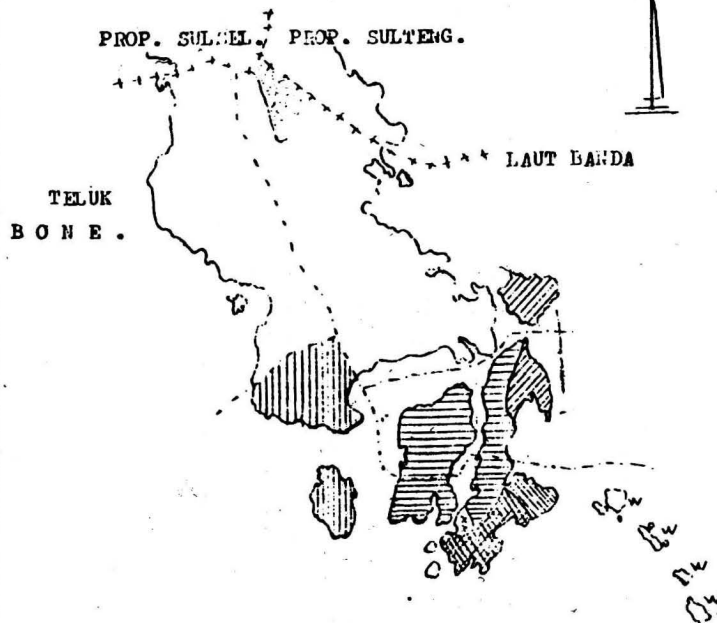 PROP. SULSEL. PROP. SULTENG.
LAUT BANDA
TELUK
BONE.
W
W
W
W